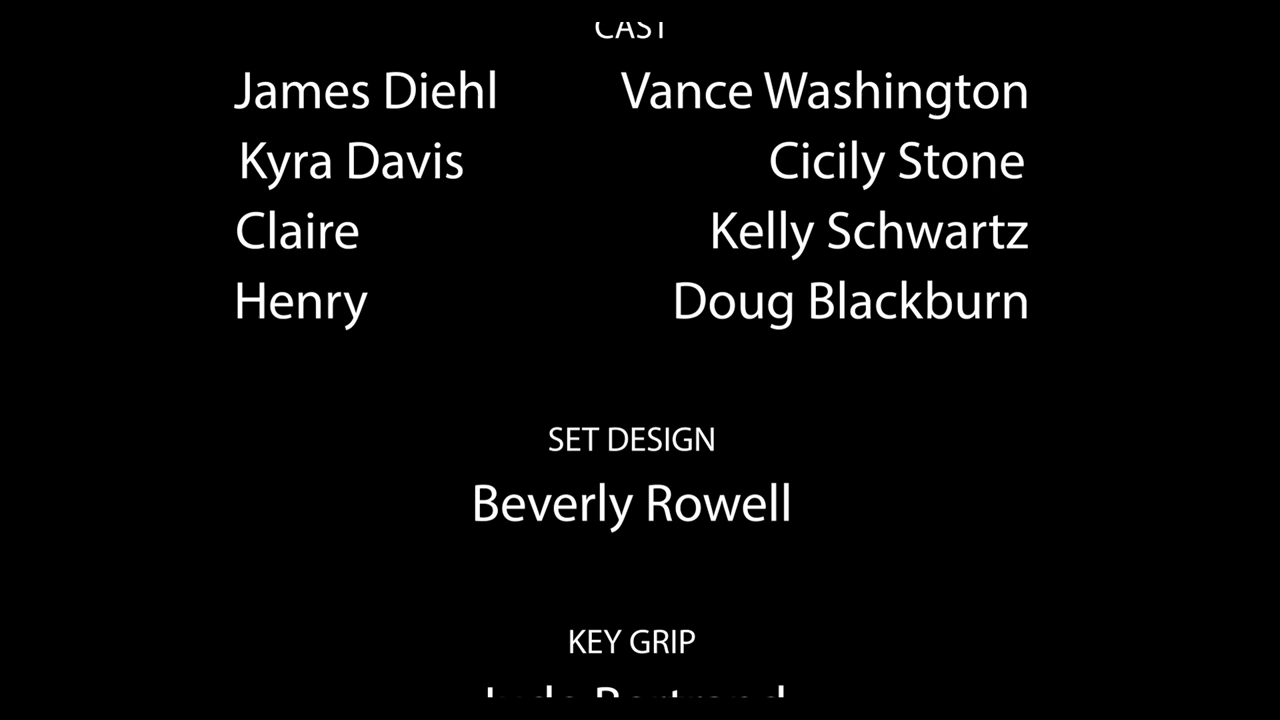 CAST
James Diehl Vance Washington
Kyra Davis Cicily Stone
Claire Kelly Schwartz
Henry Doug Blackburn
SET DESIGN
Beverly Rowell
KEY GRIP